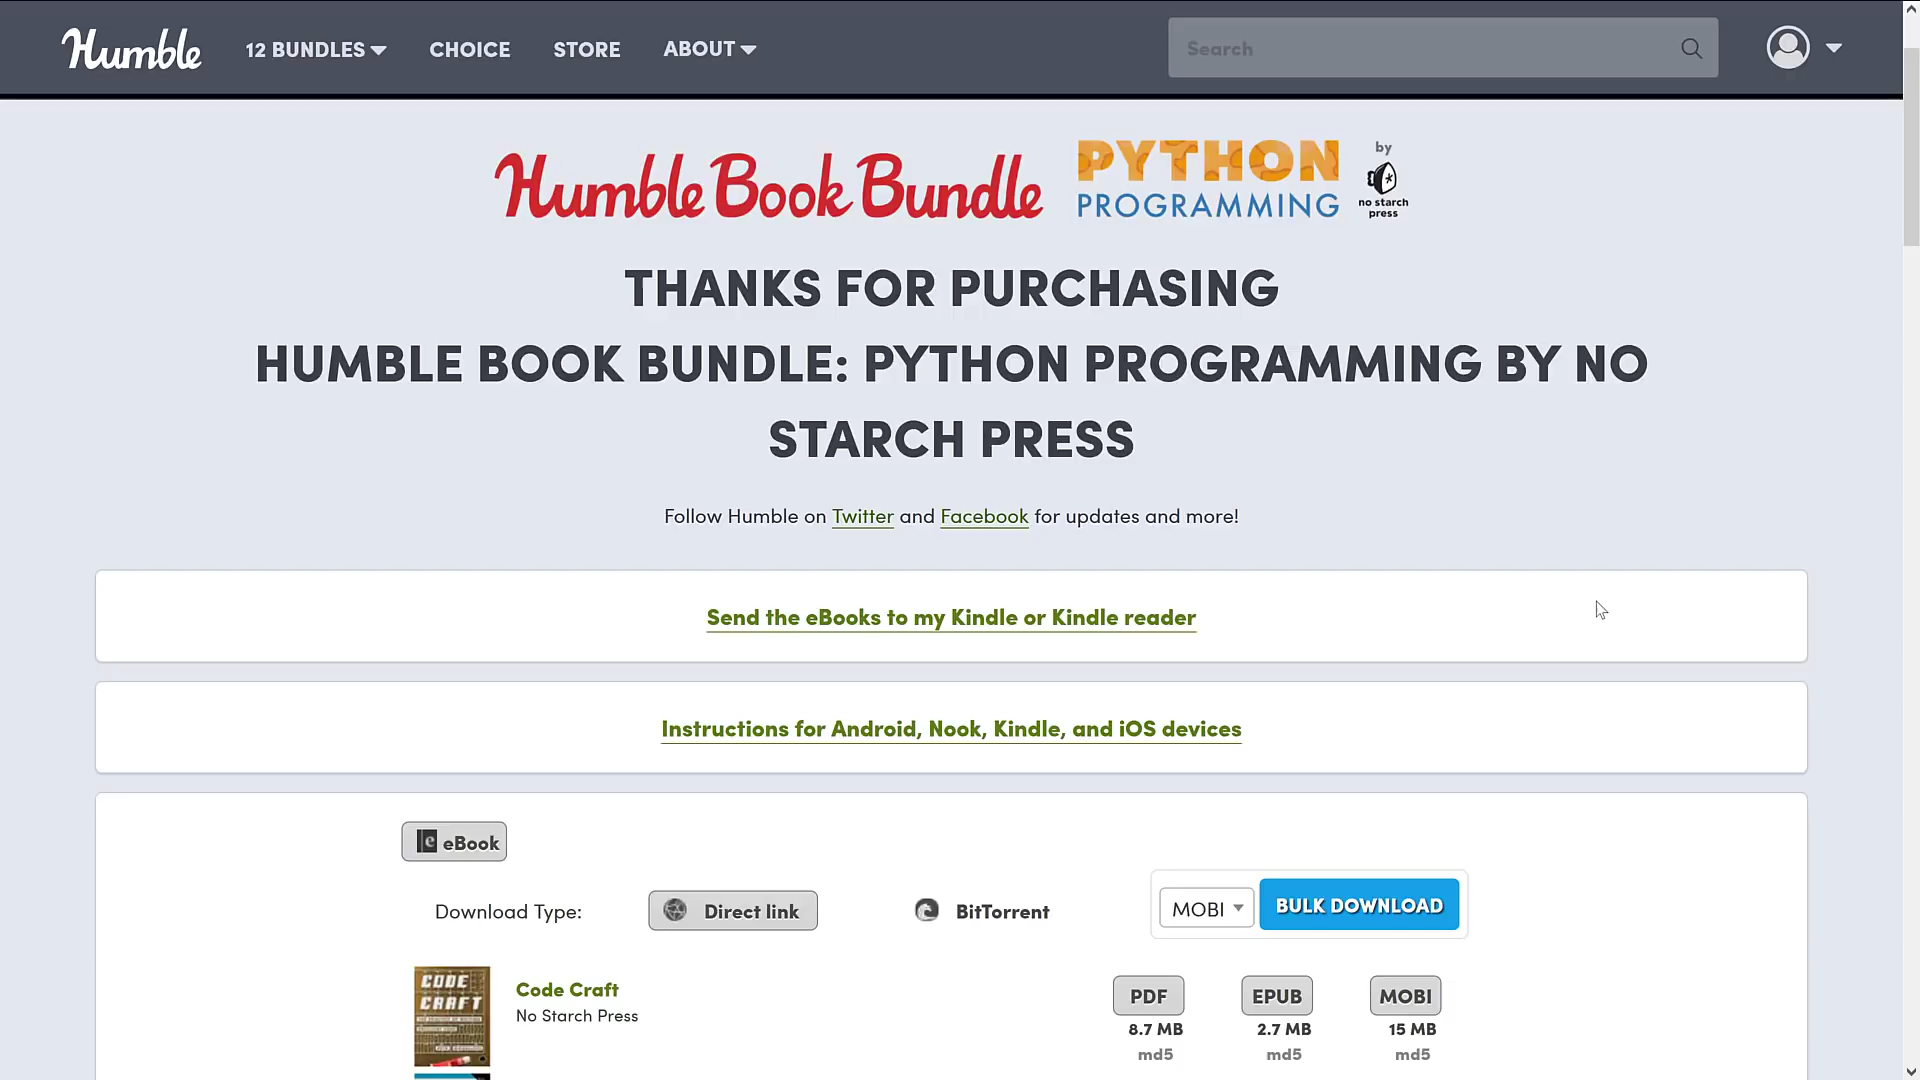 Humble
12 BUNDLES
CHOICE
STORE
ABOUT
Search
Humble Book Bundle
PYTHON
PROGRAMMING
by
no starch
press
THANKS FOR PURCHASING
HUMBLE BOOK BUNDLE: PYTHON PROGRAMMING BY NO
STARCH PRESS
Follow Humble on Twitter and Facebook for updates and more!
Send the eBooks to my Kindle or Kindle reader
Instructions for Android, Nook, Kindle, and iOS devices
eBook
Download Type:
Direct link
BitTorrent
MOBI
BULK DOWNLOAD
CODE
CRAFT
Code Craft
No Starch Press
PDF
EPUB
MOBI
8.7 MB
2.7 MB
15 MB
md5
md5
md5